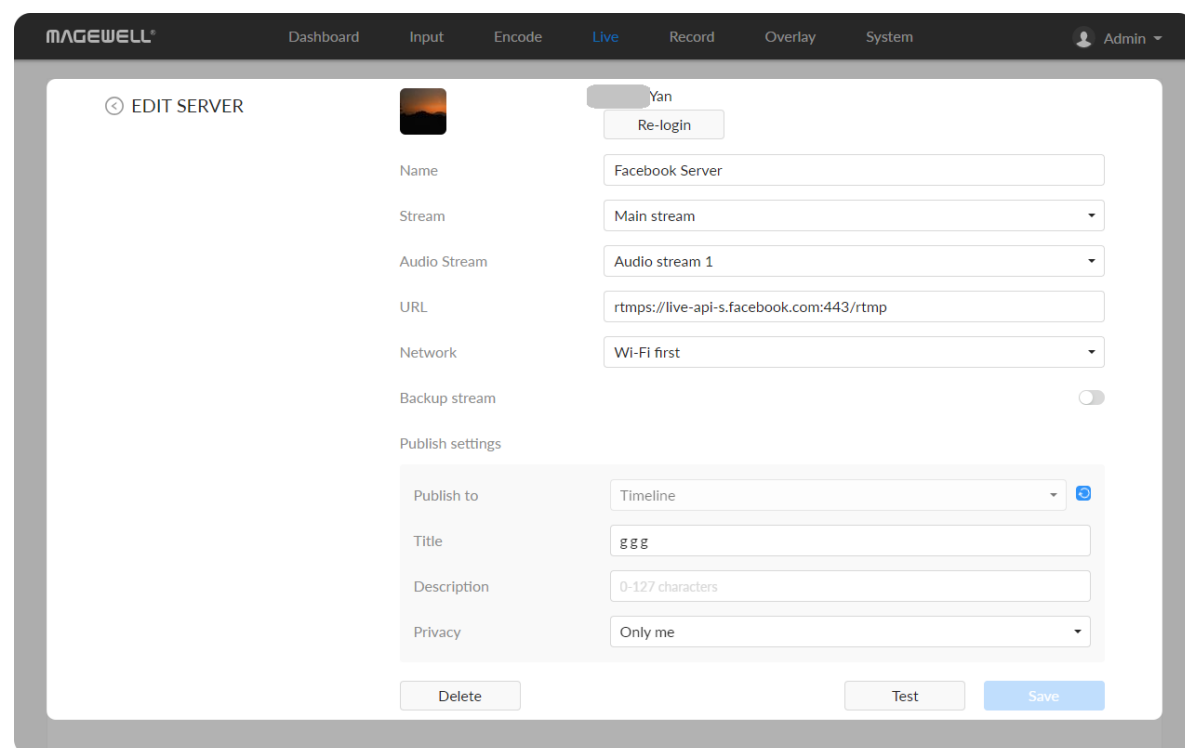 MAGEWELL® Dashboard Input Encode Live Record Overlay System Admin
EDIT SERVER
Yan
Re-login
Name Facebook Server
Stream Main stream
Audio Stream Audio stream 1
URL rtmps://live-api-s.facebook.com:443/rtmp
Network Wi-Fi first
Backup stream
Publish settings
Publish to Timeline
Title g g g
Description 0-127 characters
Privacy Only me
Delete Test Save